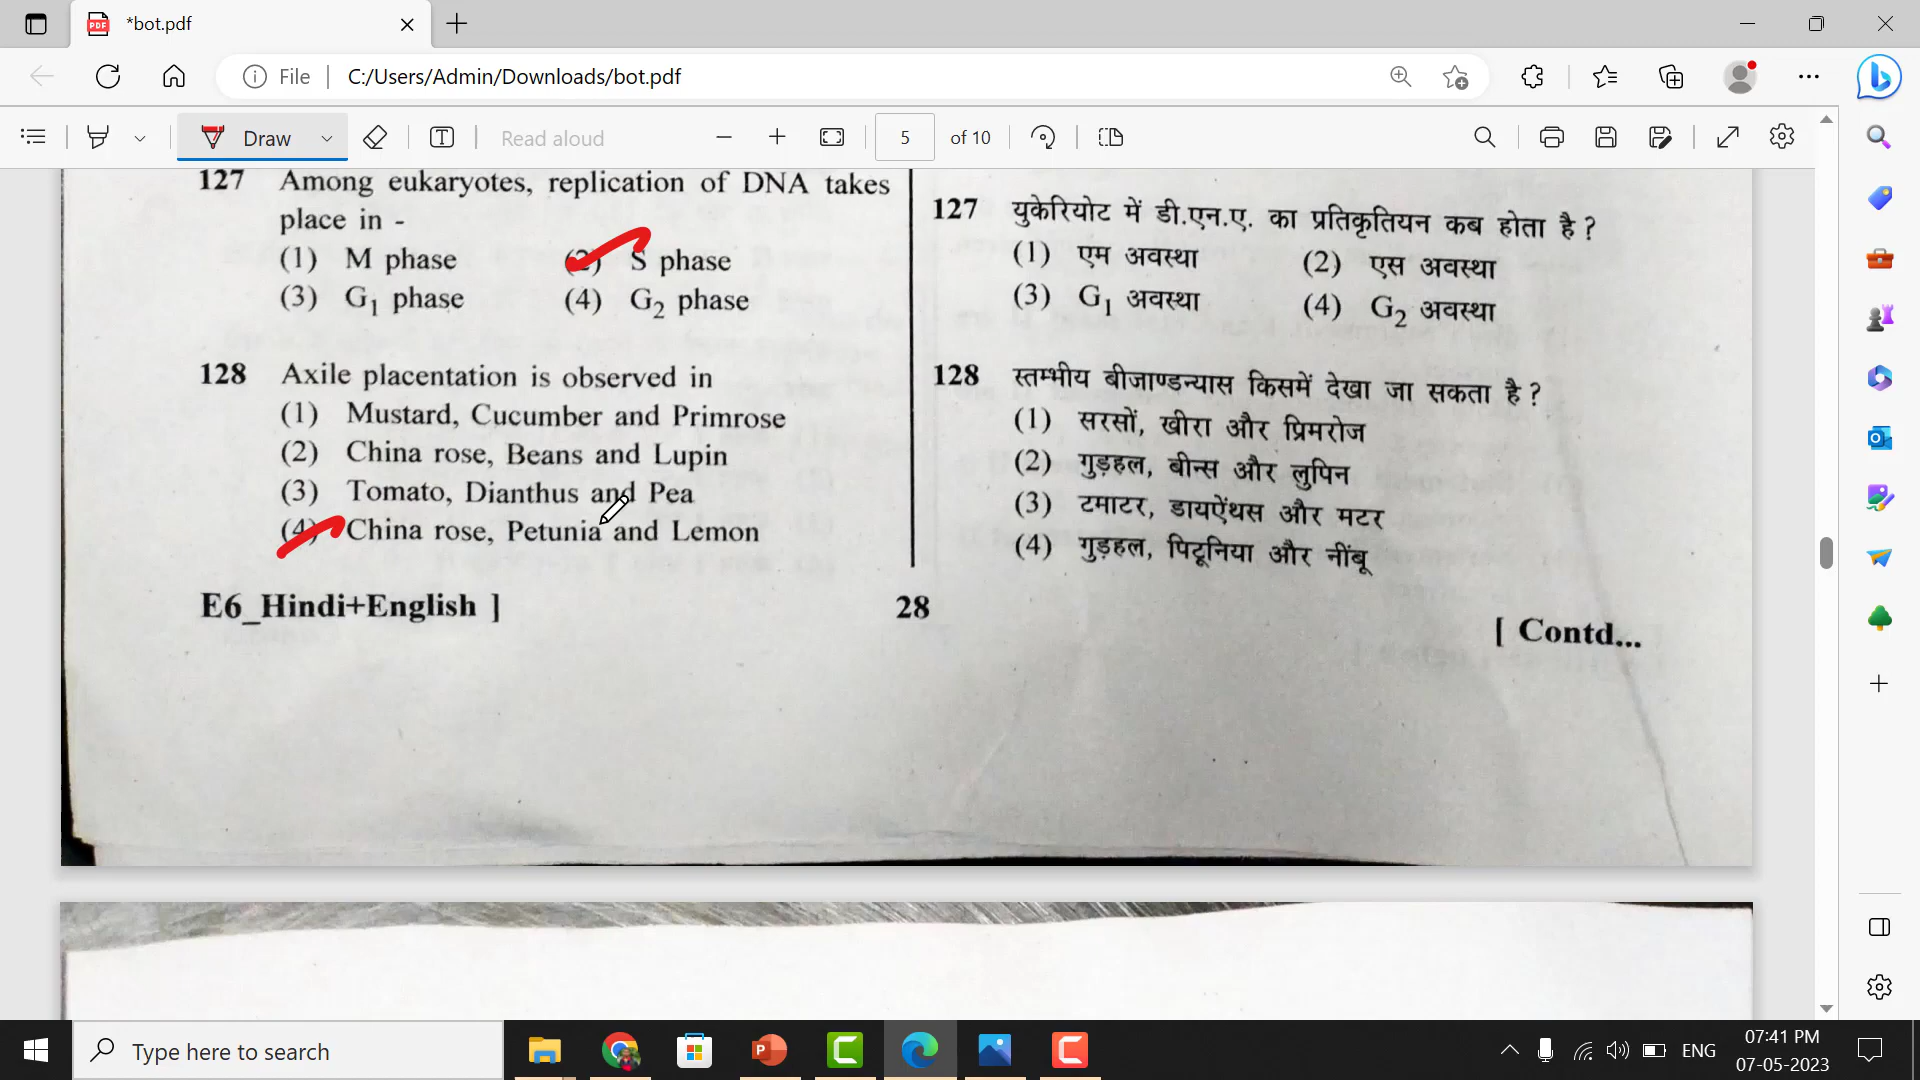 *bot.pdf
File
C:/Users/Admin/Downloads/bot.pdf
Draw
Read aloud
5
of 10
127 Among eukaryotes, replication of DNA takes
place in -
(1) M phase (2) S phase
(3) G₁ phase (4) G₂ phase
128 Axile placentation is observed in
(1) Mustard, Cucumber and Primrose
(2) China rose, Beans and Lupin
(3) Tomato, Dianthus and Pea
(4) China rose, Petunia and Lemon
127 युकेरियोट में डी.एन.ए. का प्रतिकृतियन कब होता है ?
(1) एम अवस्था (2) एस अवस्था
(3) G₁ अवस्था (4) G₂ अवस्था
128 स्तम्भीय बीजाण्डन्यास किसमें देखा जा सकता है ?
(1) सरसों, खीरा और प्रिमरोज
(2) गुड़हल, बीन्स और लुपिन
(3) टमाटर, डायऐंथस और मटर
(4) गुड़हल, पिटूनिया और नींबू
E6_Hindi+English ]
28
[ Contd...
Type here to search
ENG
07:41 PM
07-05-2023